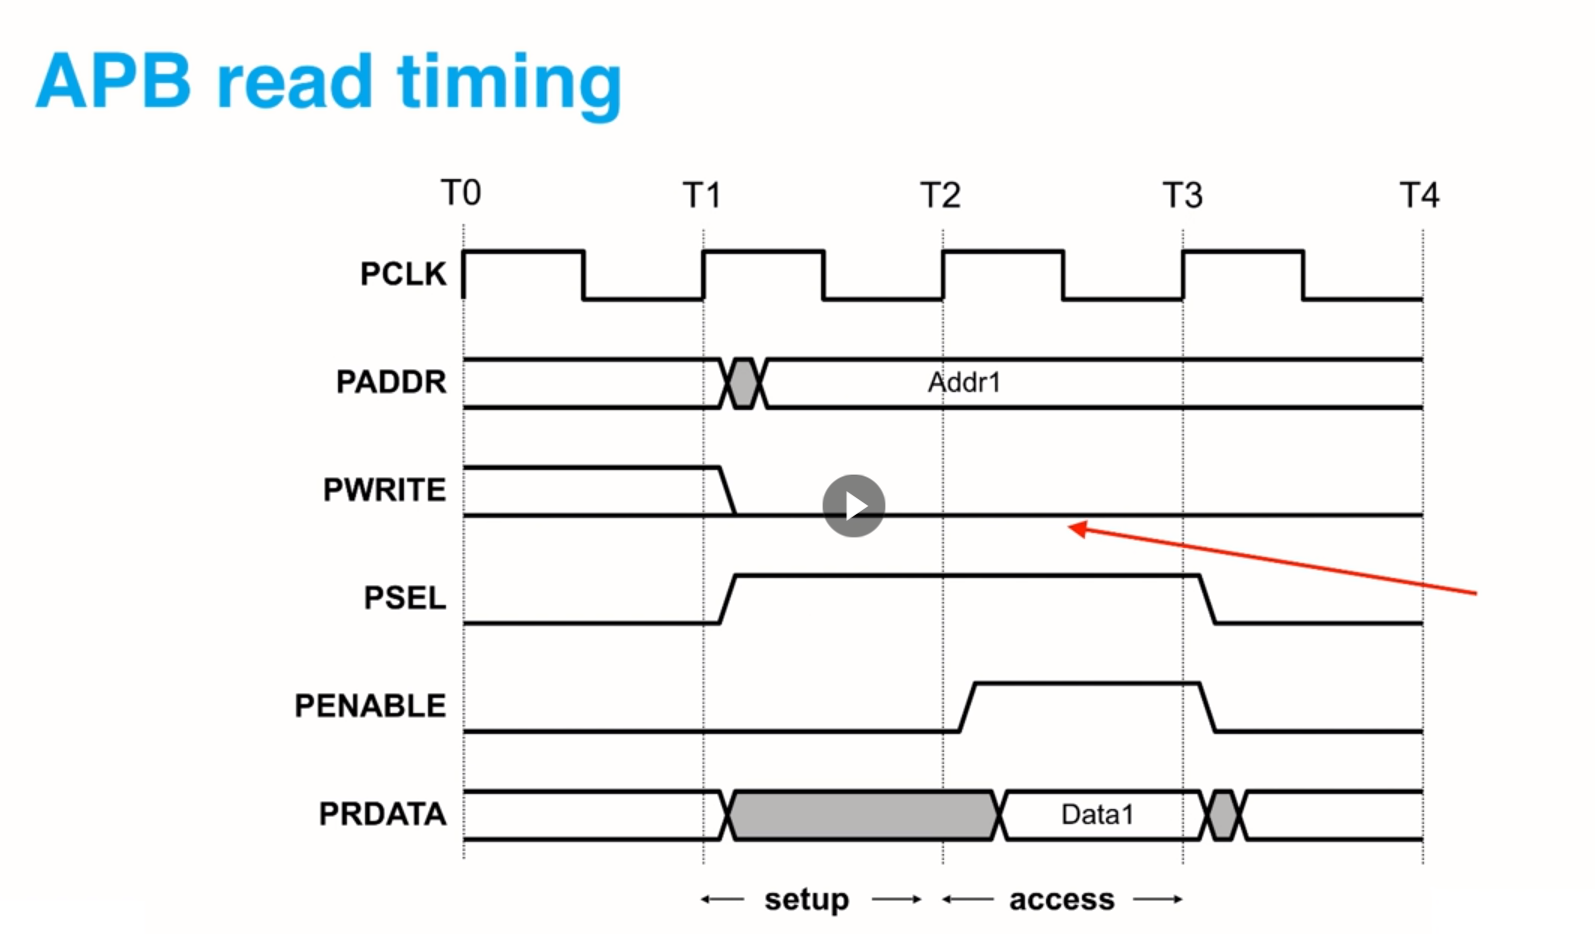 APB read timing
T0 T1 T2 T3 T4
PCLK
PADDR Addr1
PWRITE
PSEL
PENABLE
PRDATA Data1
setup access